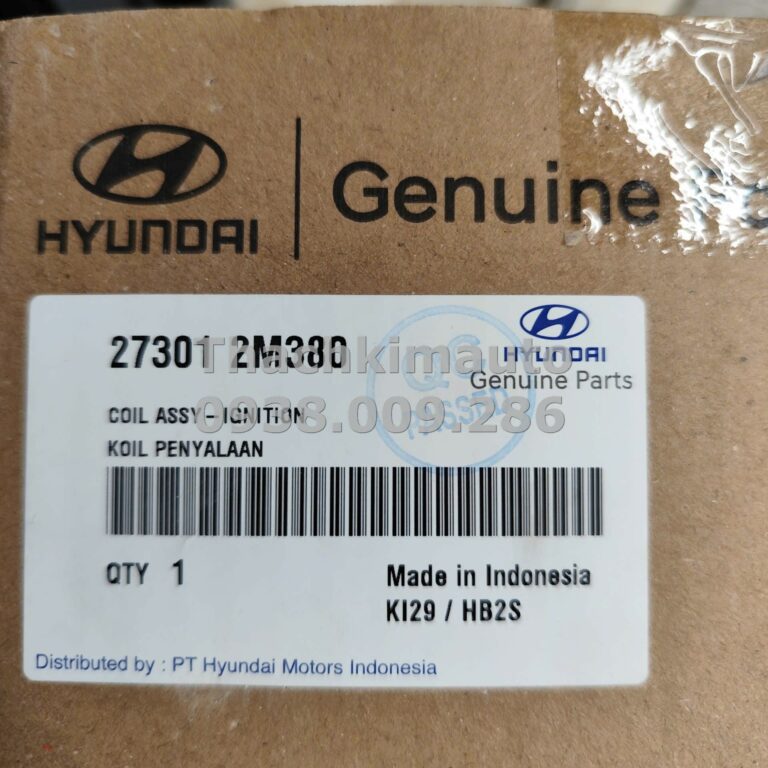 HYUNDAI
Genuine
27301 2M380
Thachkimauto
HYUNDAI
Genuine Parts
COIL ASSY-IGNITION
0938.009.286
KOIL PENYALAAN
PASSED
QTY 1
Made in Indonesia
KI29 / HB2S
Distributed by : PT Hyundai Motors Indonesia